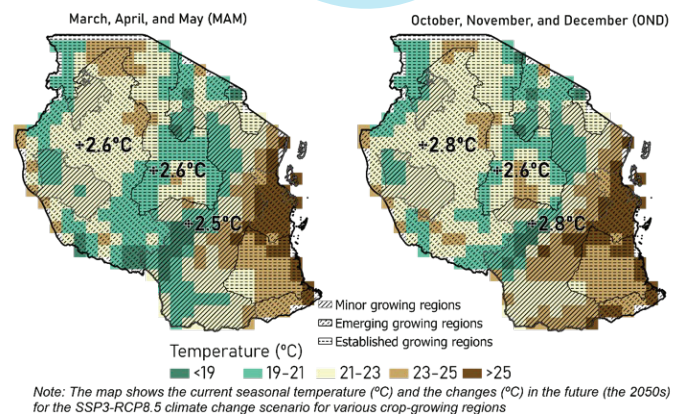 March, April, and May (MAM)
October, November, and December (OND)
+2.6°C
+2.6°C
+2.5°C
+2.8°C
+2.6°C
+2.8°C
Minor growing regions
Emerging growing regions
Established growing regions
Temperature (°C)
<19
19–21
21–23
23–25
>25
Note: The map shows the current seasonal temperature (°C) and the changes (°C) in the future (the 2050s)
for the SSP3-RCP8.5 climate change scenario for various crop-growing regions